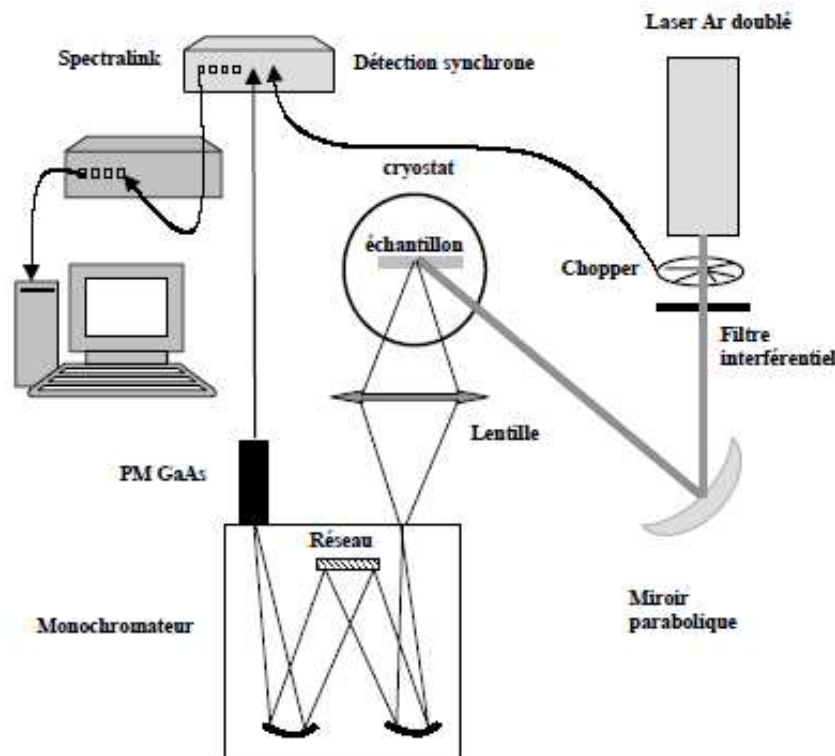 Laser Ar doublé
Spectralink
Détection synchrone
cryostat
échantillon
Chopper
Filtre
interférentiel
Lentille
PM GaAs
Réseau
Miroir
parabolique
Monochromateur